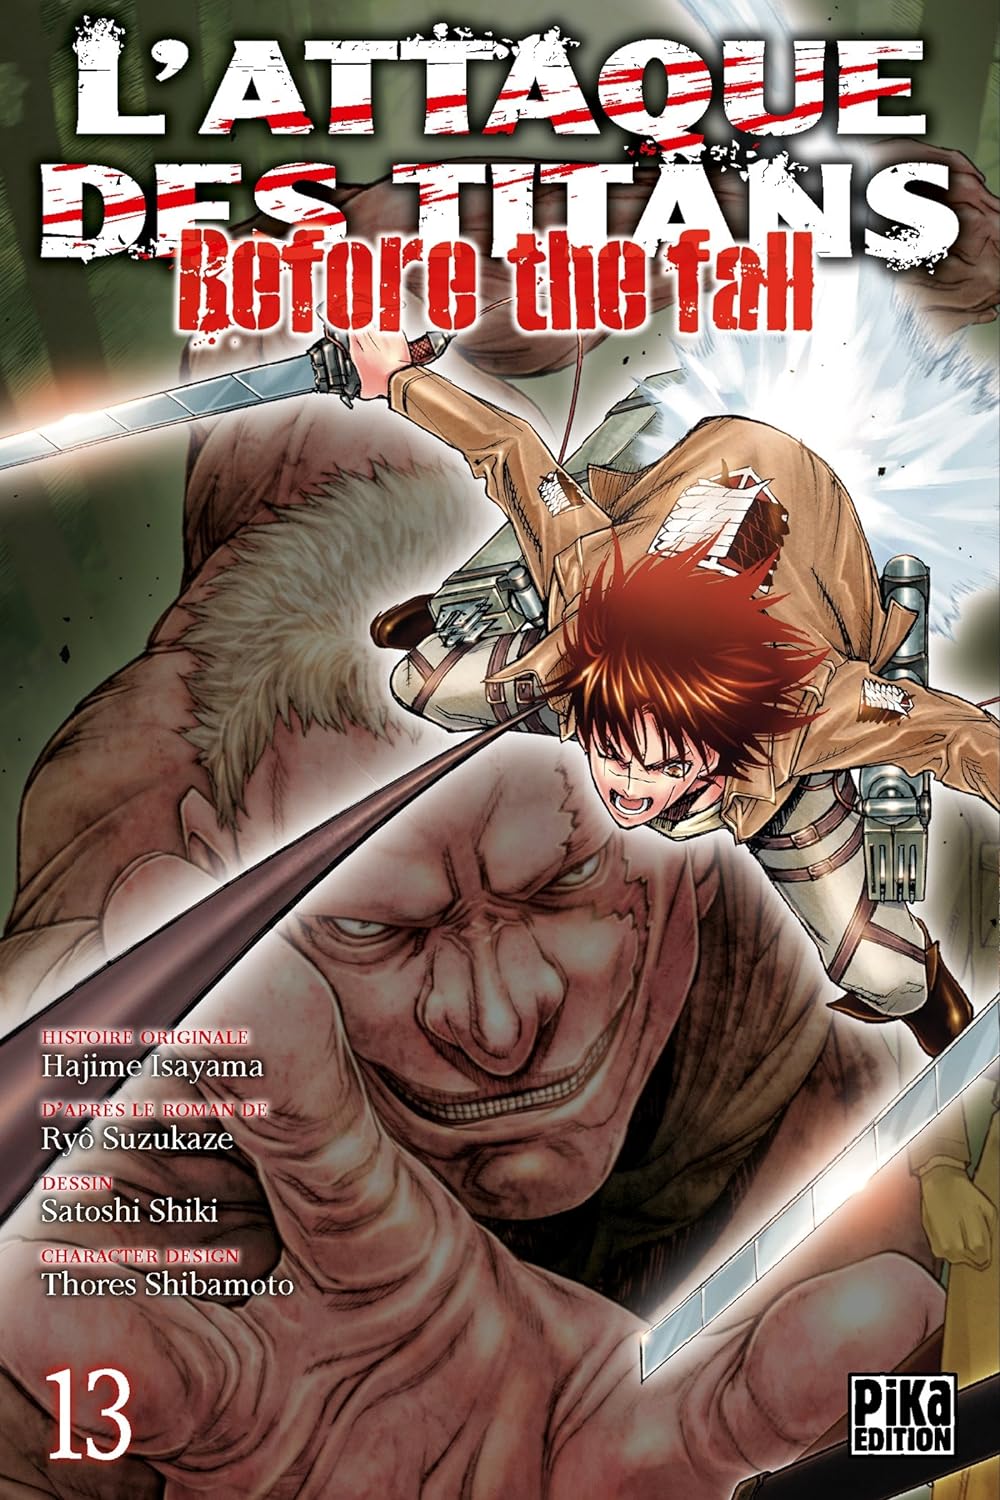 L'ATTAQUE
DES TITANS
Before the fall
HISTOIRE ORIGINALE
Hajime Isayama
D'APRÈS LE ROMAN DE
Ryô Suzukaze
DESSIN
Satoshi Shiki
CHARACTER DESIGN
Thores Shibamoto
13
PiKa
EDITION